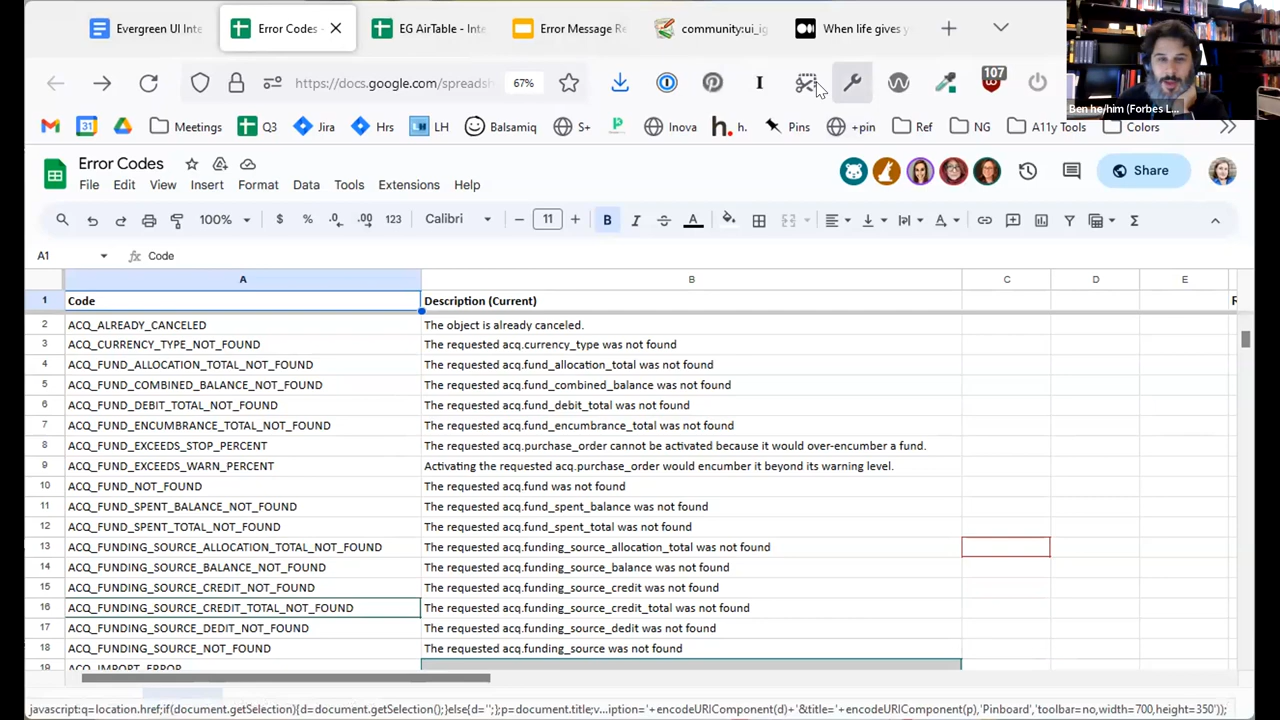 Evergreen UI Inte
Error Codes -
EG AirTable - Inte
Error Message Re
community:ui_ig
When life gives y
https://docs.google.com/spreadsh
67%
I
107
Ben he/him (Forbes L...
Meetings
Q3
Jira
Hrs
LH
Balsamiq
S+
Inova
h.
Pins
+pin
Ref
NG
A11y Tools
Colors
Error Codes
File Edit View Insert Format Data Tools Extensions Help
Share
100% $ % .0 .00 123 Calibri 11 B I A
A1 fx Code
A B C D E
1 Code Description (Current) R
2 ACQ_ALREADY_CANCELED The object is already canceled.
3 ACQ_CURRENCY_TYPE_NOT_FOUND The requested acq.currency_type was not found
4 ACQ_FUND_ALLOCATION_TOTAL_NOT_FOUND The requested acq.fund_allocation_total was not found
5 ACQ_FUND_COMBINED_BALANCE_NOT_FOUND The requested acq.fund_combined_balance was not found
6 ACQ_FUND_DEBIT_TOTAL_NOT_FOUND The requested acq.fund_debit_total was not found
7 ACQ_FUND_ENCUMBRANCE_TOTAL_NOT_FOUND The requested acq.fund_encumbrance_total was not found
8 ACQ_FUND_EXCEEDS_STOP_PERCENT The requested acq.purchase_order cannot be activated because it would over-encumber a fund.
9 ACQ_FUND_EXCEEDS_WARN_PERCENT Activating the requested acq.purchase_order would encumber it beyond its warning level.
10 ACQ_FUND_NOT_FOUND The requested acq.fund was not found
11 ACQ_FUND_SPENT_BALANCE_NOT_FOUND The requested acq.fund_spent_balance was not found
12 ACQ_FUND_SPENT_TOTAL_NOT_FOUND The requested acq.fund_spent_total was not found
13 ACQ_FUNDING_SOURCE_ALLOCATION_TOTAL_NOT_FOUND The requested acq.funding_source_allocation_total was not found
14 ACQ_FUNDING_SOURCE_BALANCE_NOT_FOUND The requested acq.funding_source_balance was not found
15 ACQ_FUNDING_SOURCE_CREDIT_NOT_FOUND The requested acq.funding_source_credit was not found
16 ACQ_FUNDING_SOURCE_CREDIT_TOTAL_NOT_FOUND The requested acq.funding_source_credit_total was not found
17 ACQ_FUNDING_SOURCE_DEDIT_NOT_FOUND The requested acq.funding_source_dedit was not found
18 ACQ_FUNDING_SOURCE_NOT_FOUND The requested acq.funding_source was not found
19 ACQ_IMPORT_ERROR
javascript:q=location.href;if(document.getSelection){d=document.getSelection();}else{d='';};p=document.title;v...iption='+encodeURIComponent(d)+'&title='+encodeURIComponent(p),'Pinboard','toolbar=no,width=700,height=350'));